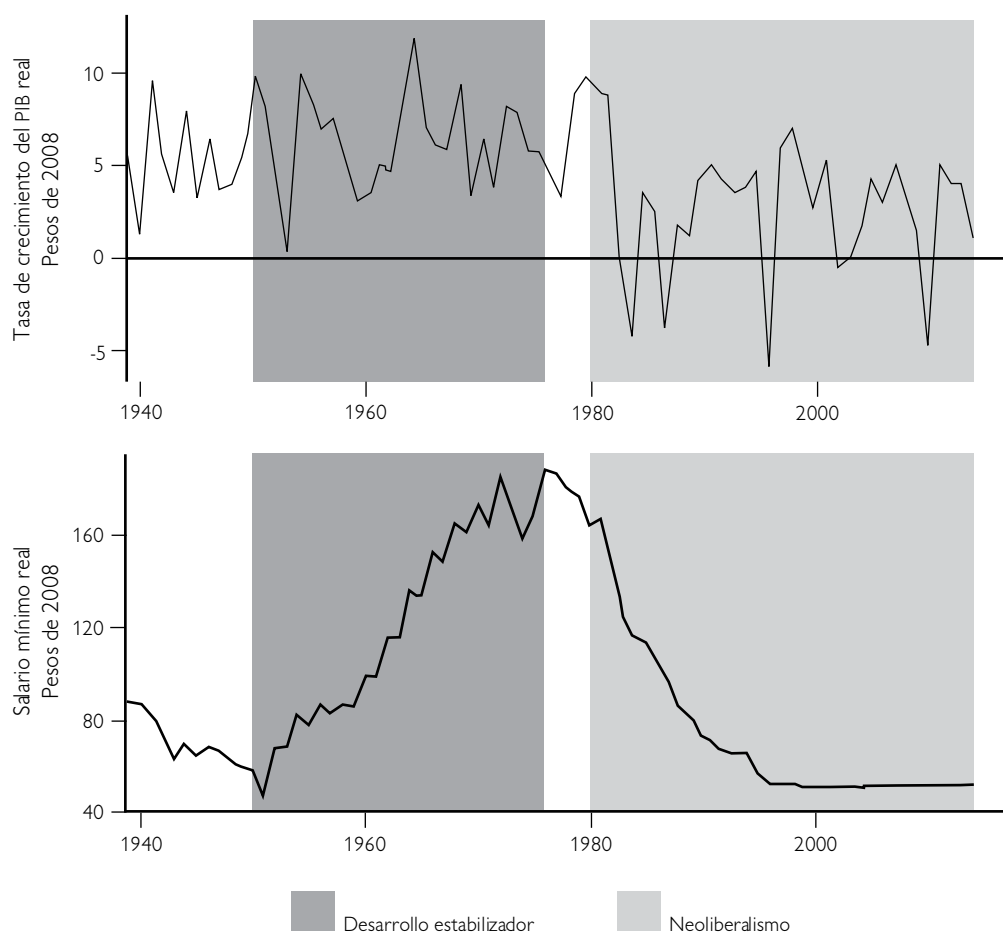 Tasa de crecimiento del PIB real
Pesos de 2008
10
5
0
-5
1940
1960
1980
2000
Salario mínimo real
Pesos de 2008
160
120
80
40
1940
1960
1980
2000
Desarrollo estabilizador
Neoliberalismo